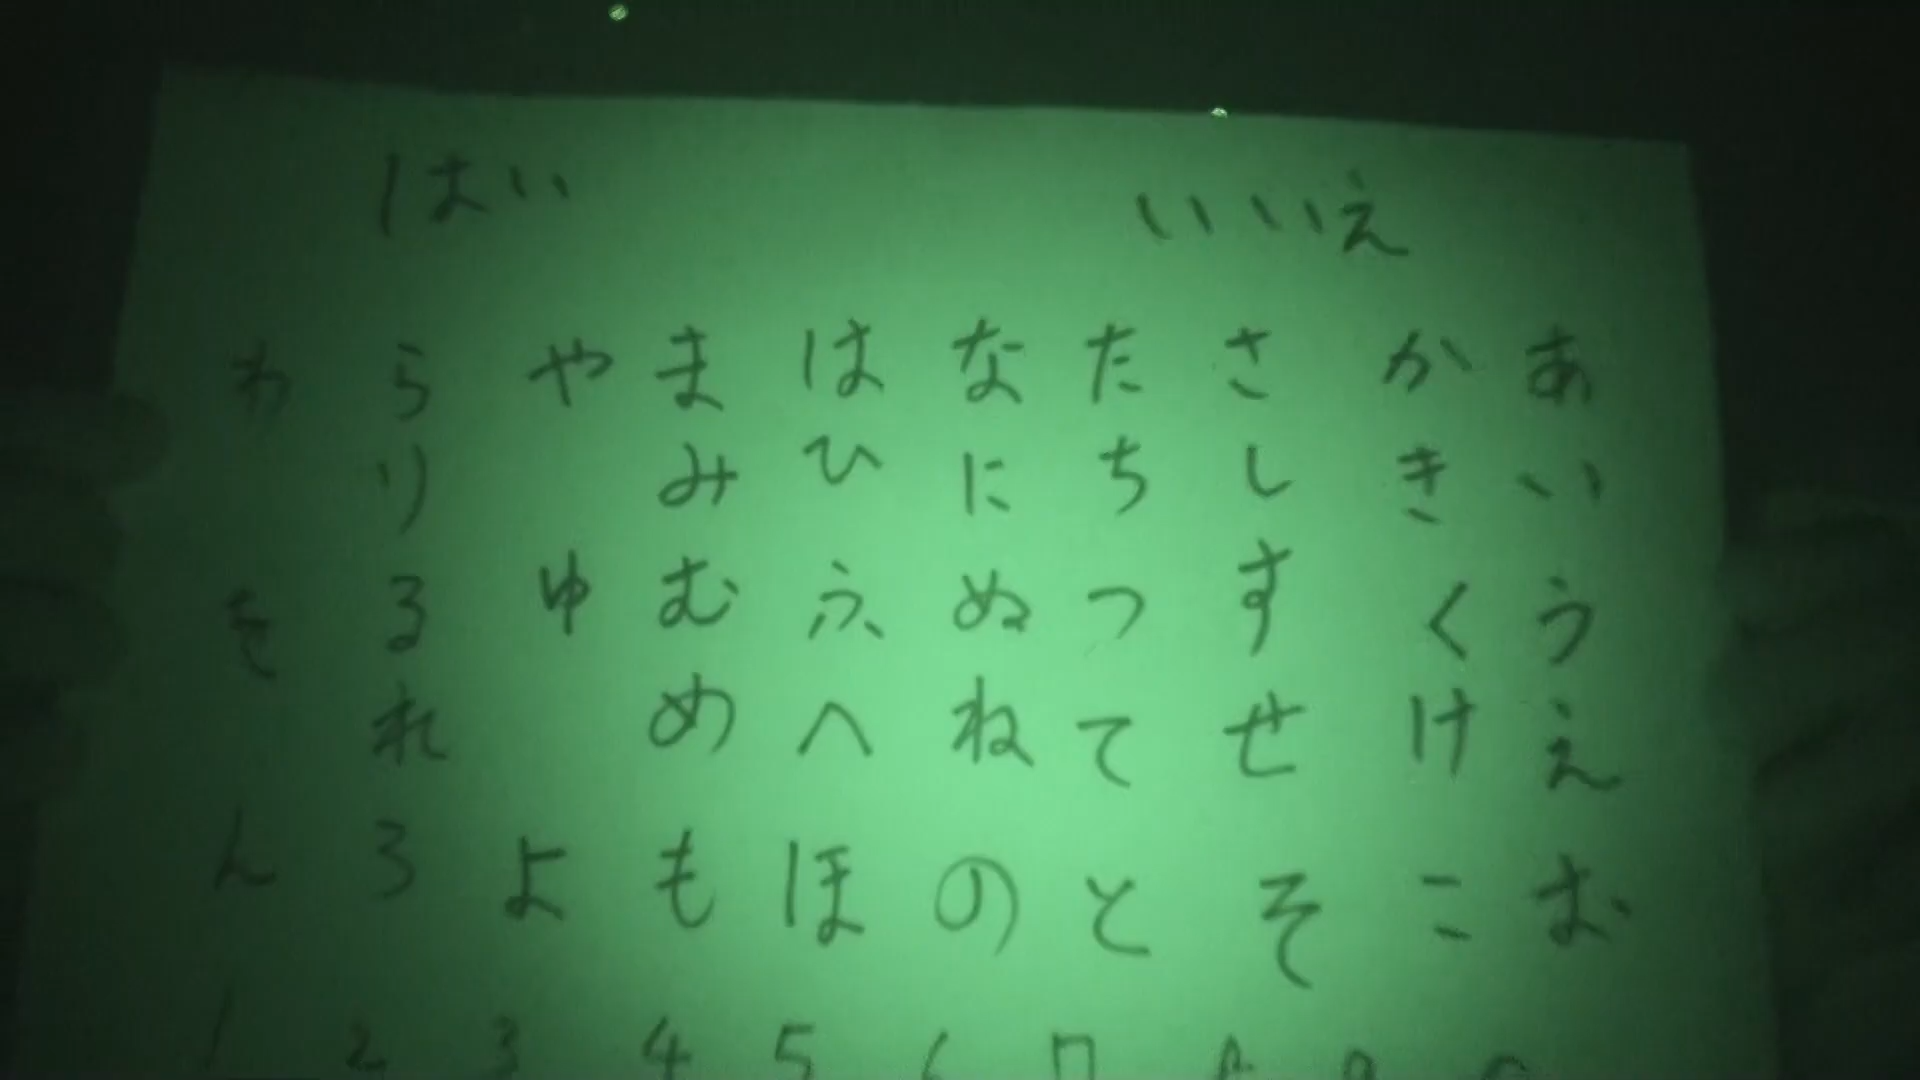 はい いいえ
わ ら や ま は な た さ か あ
り み ひ に ち し き い
を る ゆ む ふ ぬ つ す く う
れ め へ ね て せ け え
ん ろ よ も ほ の と そ こ お
1 2 3 4 5 6 7 8 9 0